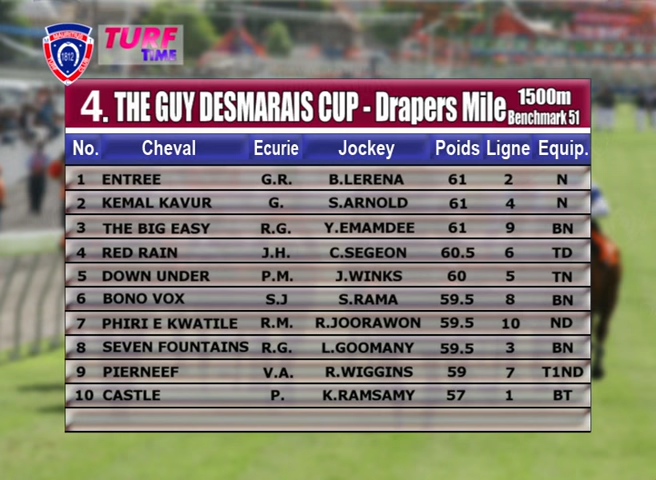 MAURITIUS
1812
TURF CLUB
TURF
TIME
4. THE GUY DESMARAIS CUP - Drapers Mile 1500m
Benchmark 51
No. Cheval Ecurie Jockey Poids Ligne Equip.
1 ENTREE G.R. B.LERENA 61 2 N
2 KEMAL KAVUR G. S.ARNOLD 61 4 N
3 THE BIG EASY R.G. Y.EMAMDEE 61 9 BN
4 RED RAIN J.H. C.SEGEON 60.5 6 TD
5 DOWN UNDER P.M. J.WINKS 60 5 TN
6 BONO VOX S.J S.RAMA 59.5 8 BN
7 PHIRI E KWATILE R.M. R.JOORAWON 59.5 10 ND
8 SEVEN FOUNTAINS R.G. L.GOOMANY 59.5 3 BN
9 PIERNEEF V.A. R.WIGGINS 59 7 T1ND
10 CASTLE P. K.RAMSAMY 57 1 BT